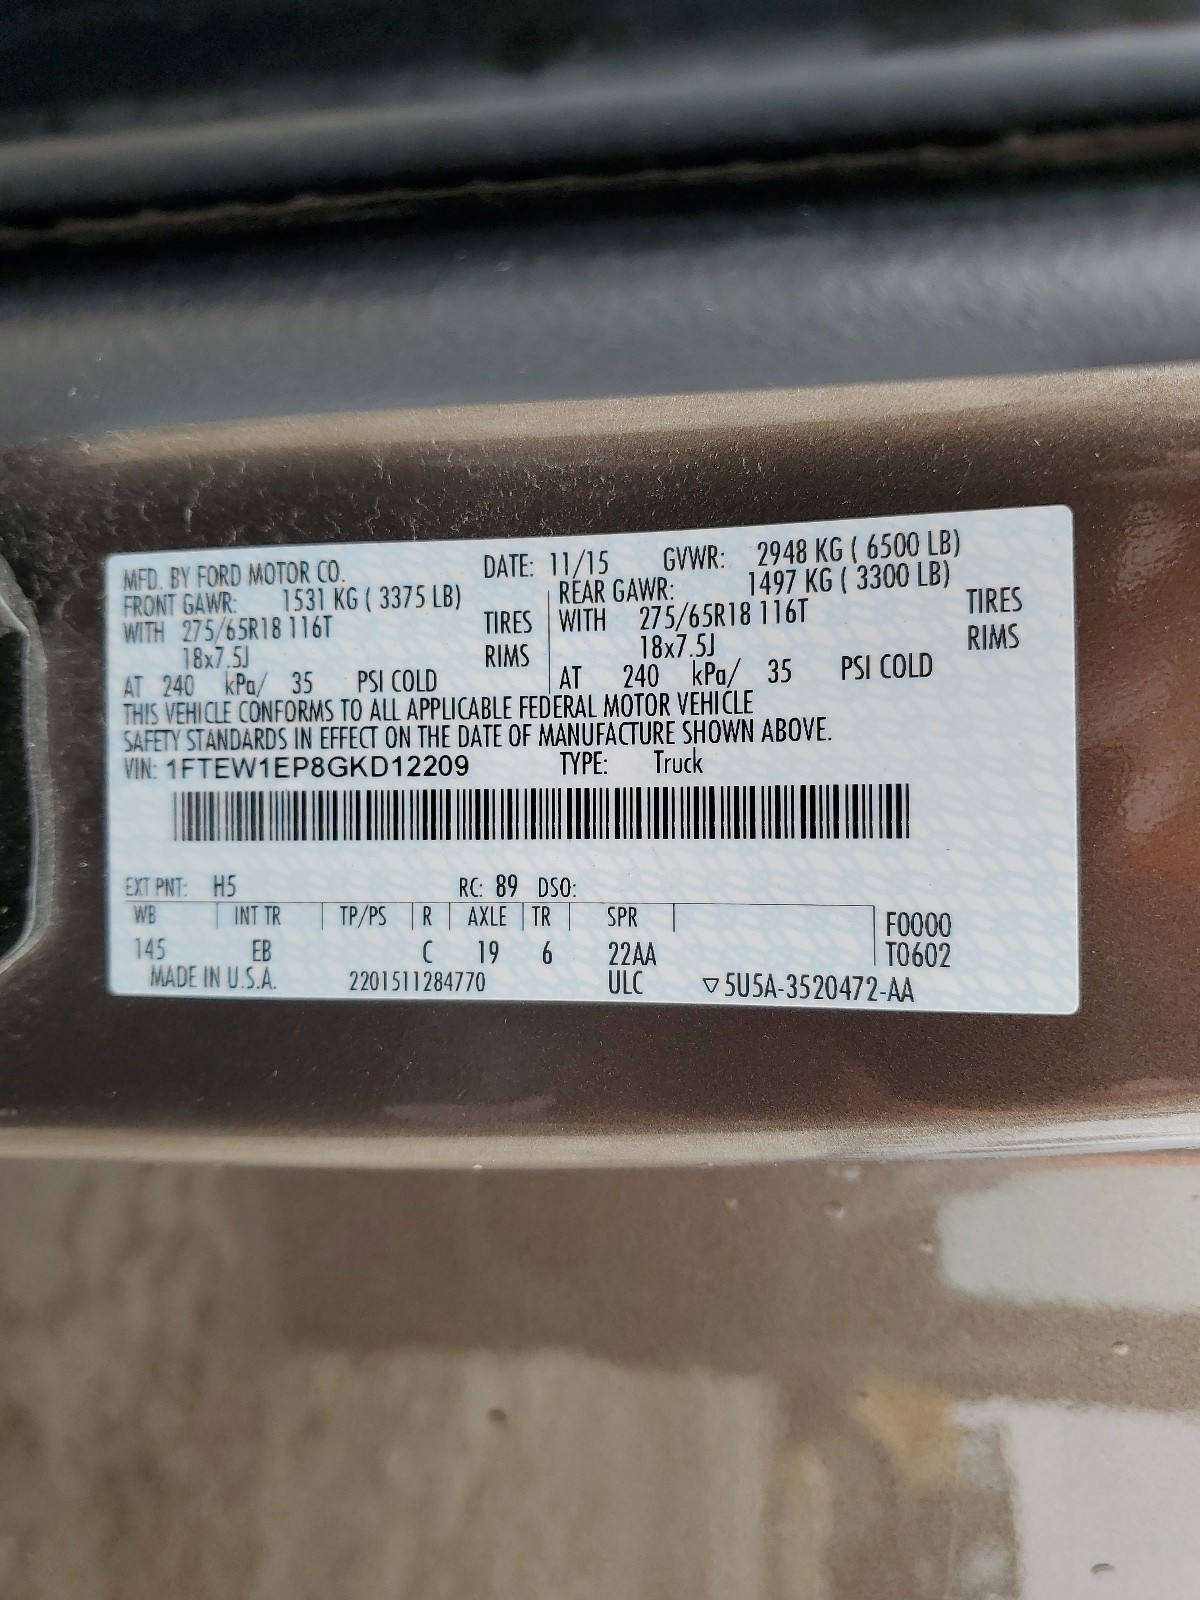 MFD. BY FORD MOTOR CO. DATE: 11/15 GVWR: 2948 KG ( 6500 LB)
FRONT GAWR: 1531 KG ( 3375 LB) REAR GAWR: 1497 KG ( 3300 LB)
WITH 275/65R18 116T TIRES WITH 275/65R18 116T TIRES
18x7.5J RIMS 18x7.5J RIMS
AT 240 kPa/ 35 PSI COLD AT 240 kPa/ 35 PSI COLD
THIS VEHICLE CONFORMS TO ALL APPLICABLE FEDERAL MOTOR VEHICLE
SAFETY STANDARDS IN EFFECT ON THE DATE OF MANUFACTURE SHOWN ABOVE.
VIN: 1FTEW1EP8GKD12209 TYPE: Truck
EXT PNT: H5 RC: 89 DSO:
WB INT TR TP/PS R AXLE TR SPR F0000
145 EB C 19 6 22AA T0602
MADE IN U.S.A. 2201511284770 ULC ▽5U5A-3520472-AA